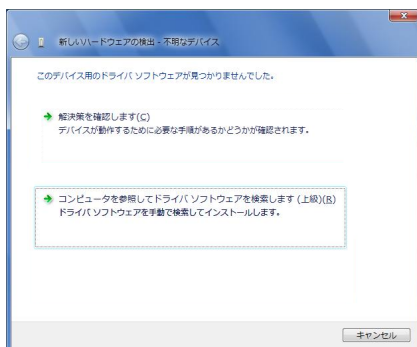 新しいハードウェアの検出 - 不明なデバイス
このデバイス用のドライバ ソフトウェアが見つかりませんでした。
解決策を確認します(C)
デバイスが動作するために必要な手順があるかどうかが確認されます。
コンピュータを参照してドライバ ソフトウェアを検索します (上級)(R)
ドライバ ソフトウェアを手動で検索してインストールします。
キャンセル